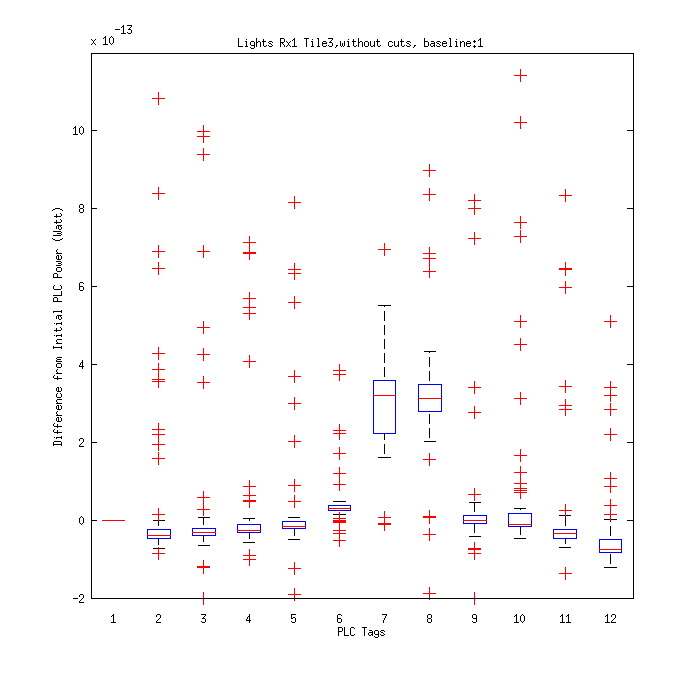 x 10^-13
Lights Rx1 Tile3,without cuts, baseline:1
Difference from Initial PLC Power (Watt)
10
8
6
4
2
0
-2
1 2 3 4 5 6 7 8 9 10 11 12
PLC Tags